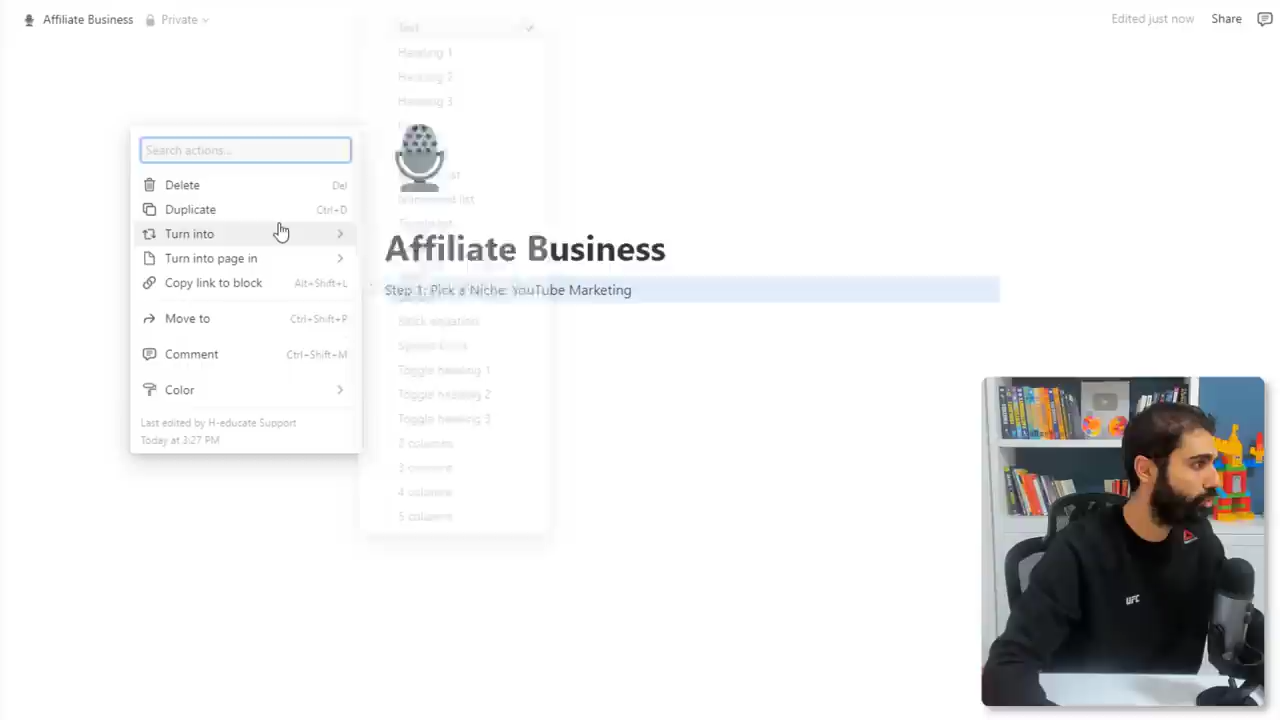 Affiliate Business Private
Edited just now Share
Text
Heading 1
Heading 2
Heading 3
Numbered list
Search actions...
Delete Del
Duplicate Ctrl+D
Turn into
Turn into page in
Copy link to block Alt+Shift+L
Move to Ctrl+Shift+P
Comment Ctrl+Shift+M
Color
Last edited by H-educate Support
Today at 3:27 PM
Affiliate Business
Step 1: Pick a Niche: YouTube Marketing
Block equation
Synced block
Toggle heading 1
Toggle heading 2
Toggle heading 3
2 columns
3 columns
4 columns
5 columns
UFC